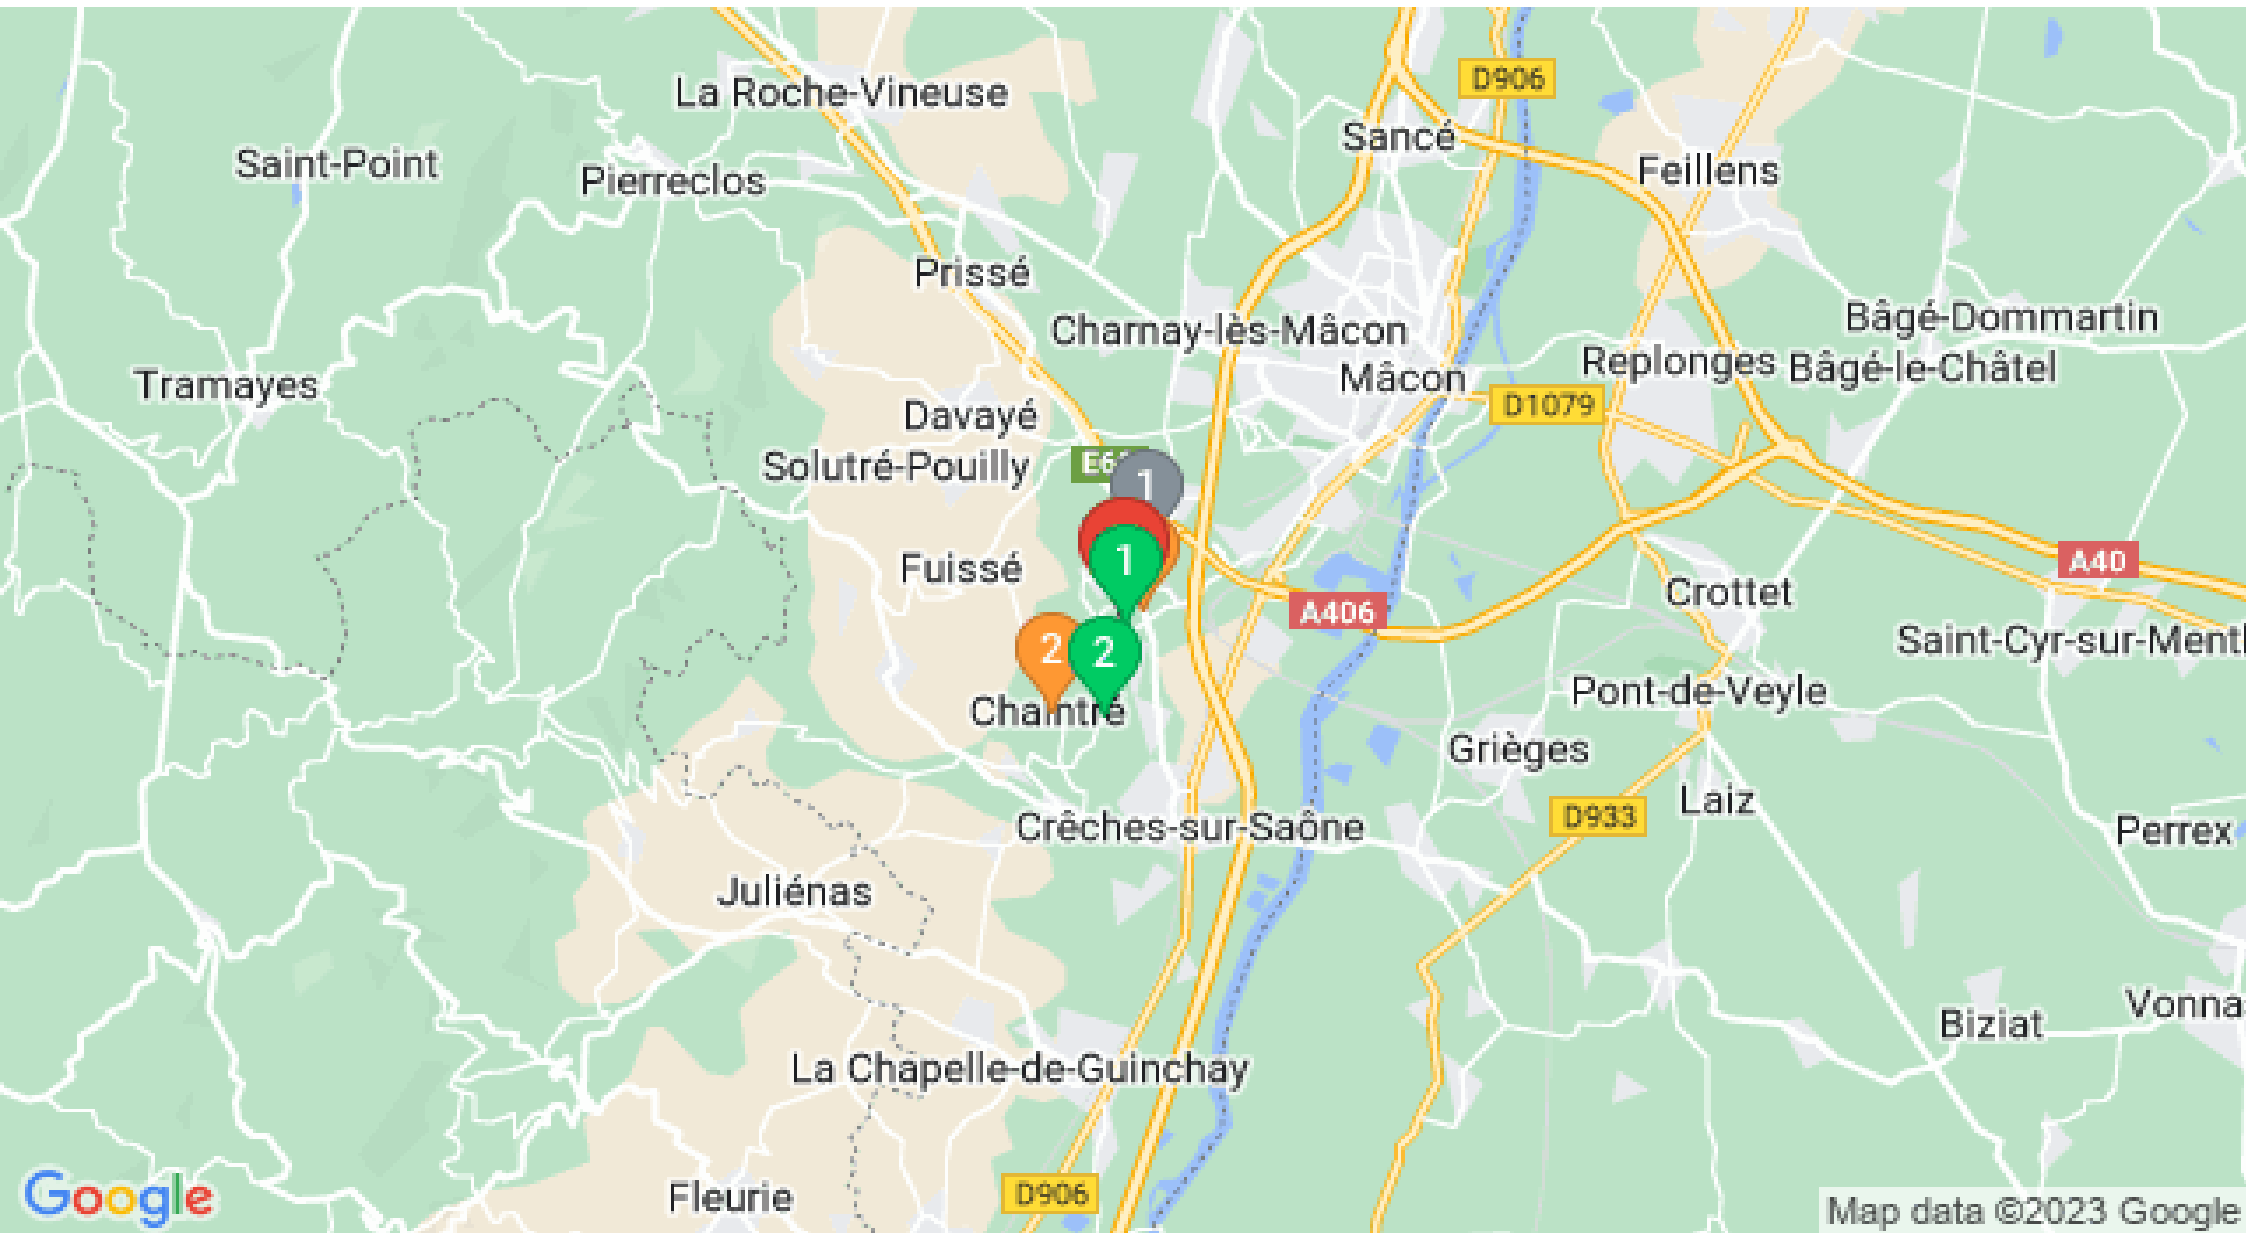 La Roche-Vineuse
D906
Sancé
Saint-Point
Pierreclos
Feillens
Prissé
Charnay-lès-Mâcon
Bâgé-Dommartin
Replonges
Bâgé-le-Châtel
Tramayes
Mâcon
D1079
Davayé
Solutré-Pouilly
1
Fuissé
1
A40
Crottet
A406
2
2
Saint-Cyr-sur-Ment
Pont-de-Veyle
Chaintré
Grièges
Laiz
D933
Crêches-sur-Saône
Perrex
Juliénas
Vonna
Biziat
La Chapelle-de-Guinchay
Fleurie
D906
Google
Map data ©2023 Google